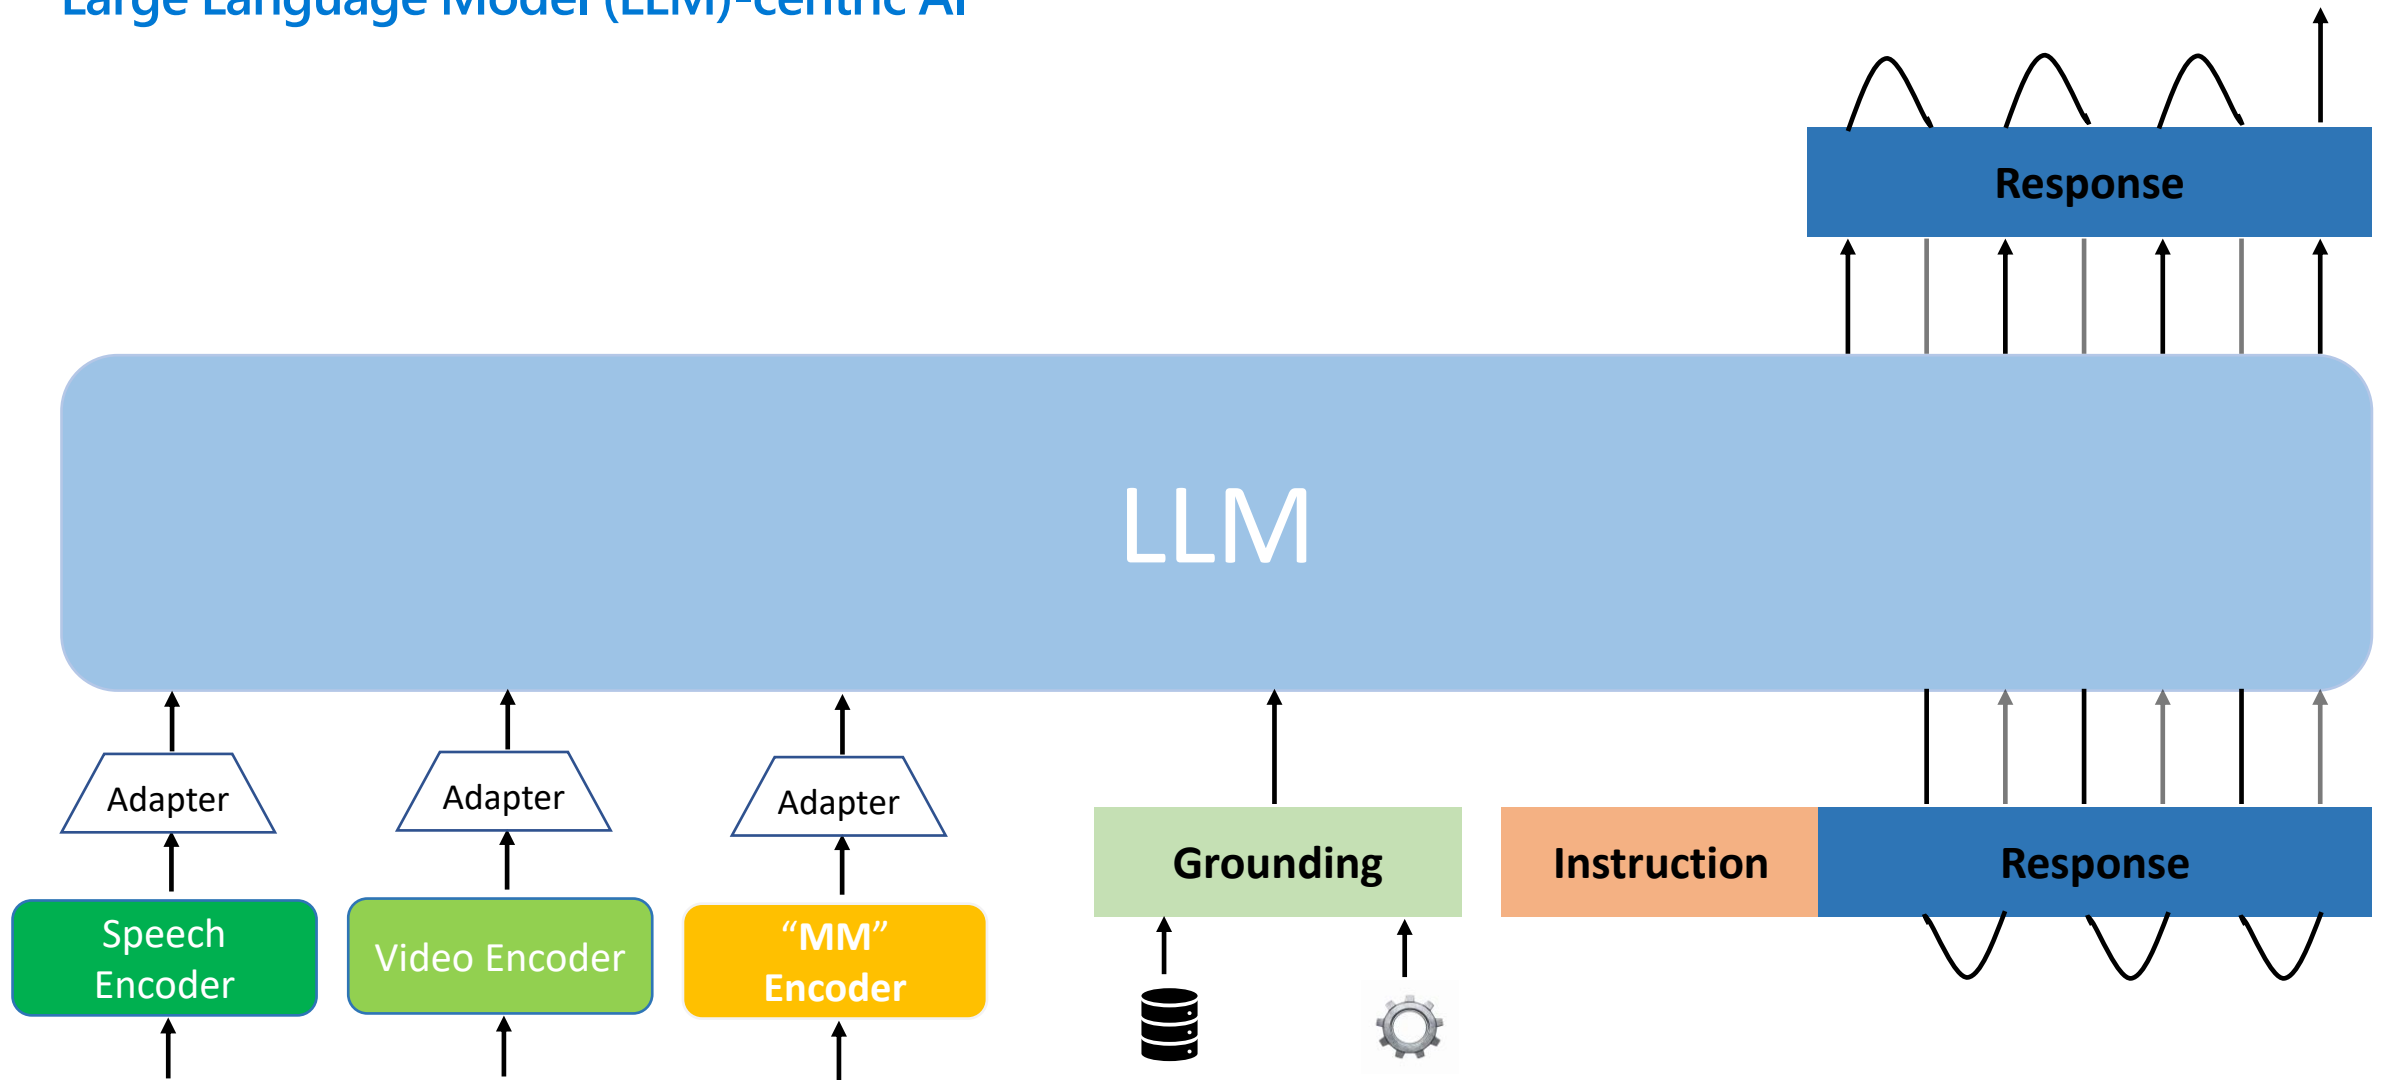 Large Language Model (LLM)-centric AI
Response
LLM
Adapter
Adapter
Adapter
Grounding
Instruction
Response
Speech
Encoder
Video Encoder
“MM”
Encoder